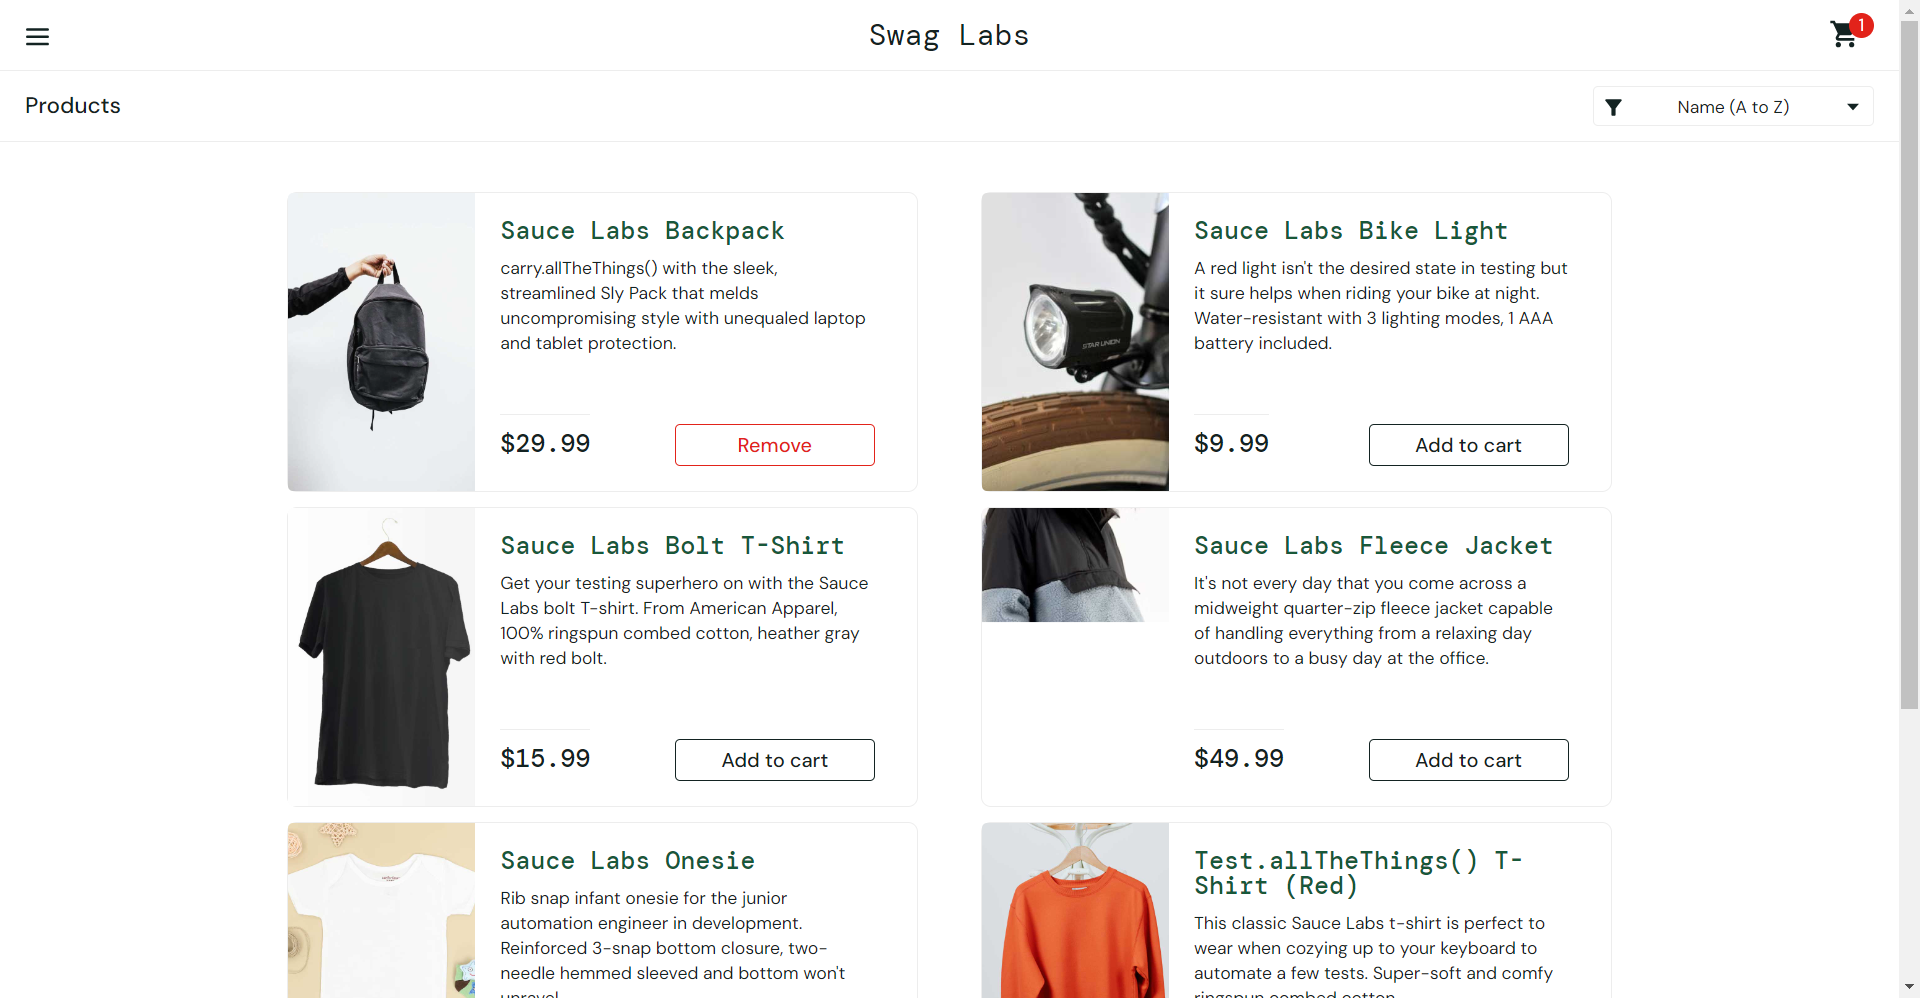 Swag Labs
1
Products
Name (A to Z)
Sauce Labs Backpack
carry.allTheThings() with the sleek,
streamlined Sly Pack that melds
uncompromising style with unequaled laptop
and tablet protection.
$29.99
Remove
Sauce Labs Bike Light
A red light isn't the desired state in testing but
it sure helps when riding your bike at night.
Water-resistant with 3 lighting modes, 1 AAA
battery included.
STAR UNION
$9.99
Add to cart
Sauce Labs Bolt T-Shirt
Get your testing superhero on with the Sauce
Labs bolt T-shirt. From American Apparel,
100% ringspun combed cotton, heather gray
with red bolt.
$15.99
Add to cart
Sauce Labs Fleece Jacket
It's not every day that you come across a
midweight quarter-zip fleece jacket capable
of handling everything from a relaxing day
outdoors to a busy day at the office.
$49.99
Add to cart
Sauce Labs Onesie
Rib snap infant onesie for the junior
automation engineer in development.
Reinforced 3-snap bottom closure, two-
needle hemmed sleeved and bottom won't
unravel.
Test.allTheThings() T-
Shirt (Red)
This classic Sauce Labs t-shirt is perfect to
wear when cozying up to your keyboard to
automate a few tests. Super-soft and comfy
ringspun combed cotton.